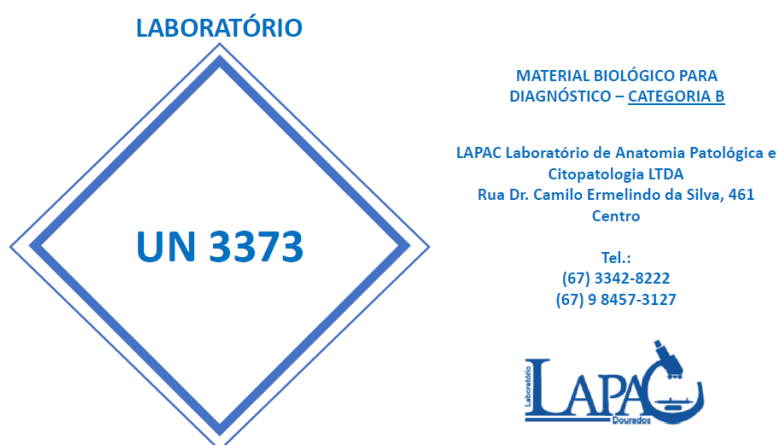 LABORATÓRIO
UN 3373
MATERIAL BIOLÓGICO PARA
DIAGNÓSTICO – CATEGORIA B
LAPAC Laboratório de Anatomia Patológica e
Citopatologia LTDA
Rua Dr. Camilo Ermelindo da Silva, 461
Centro
Tel.:
(67) 3342-8222
(67) 9 8457-3127
Laboratório
LAPAC
Dourados